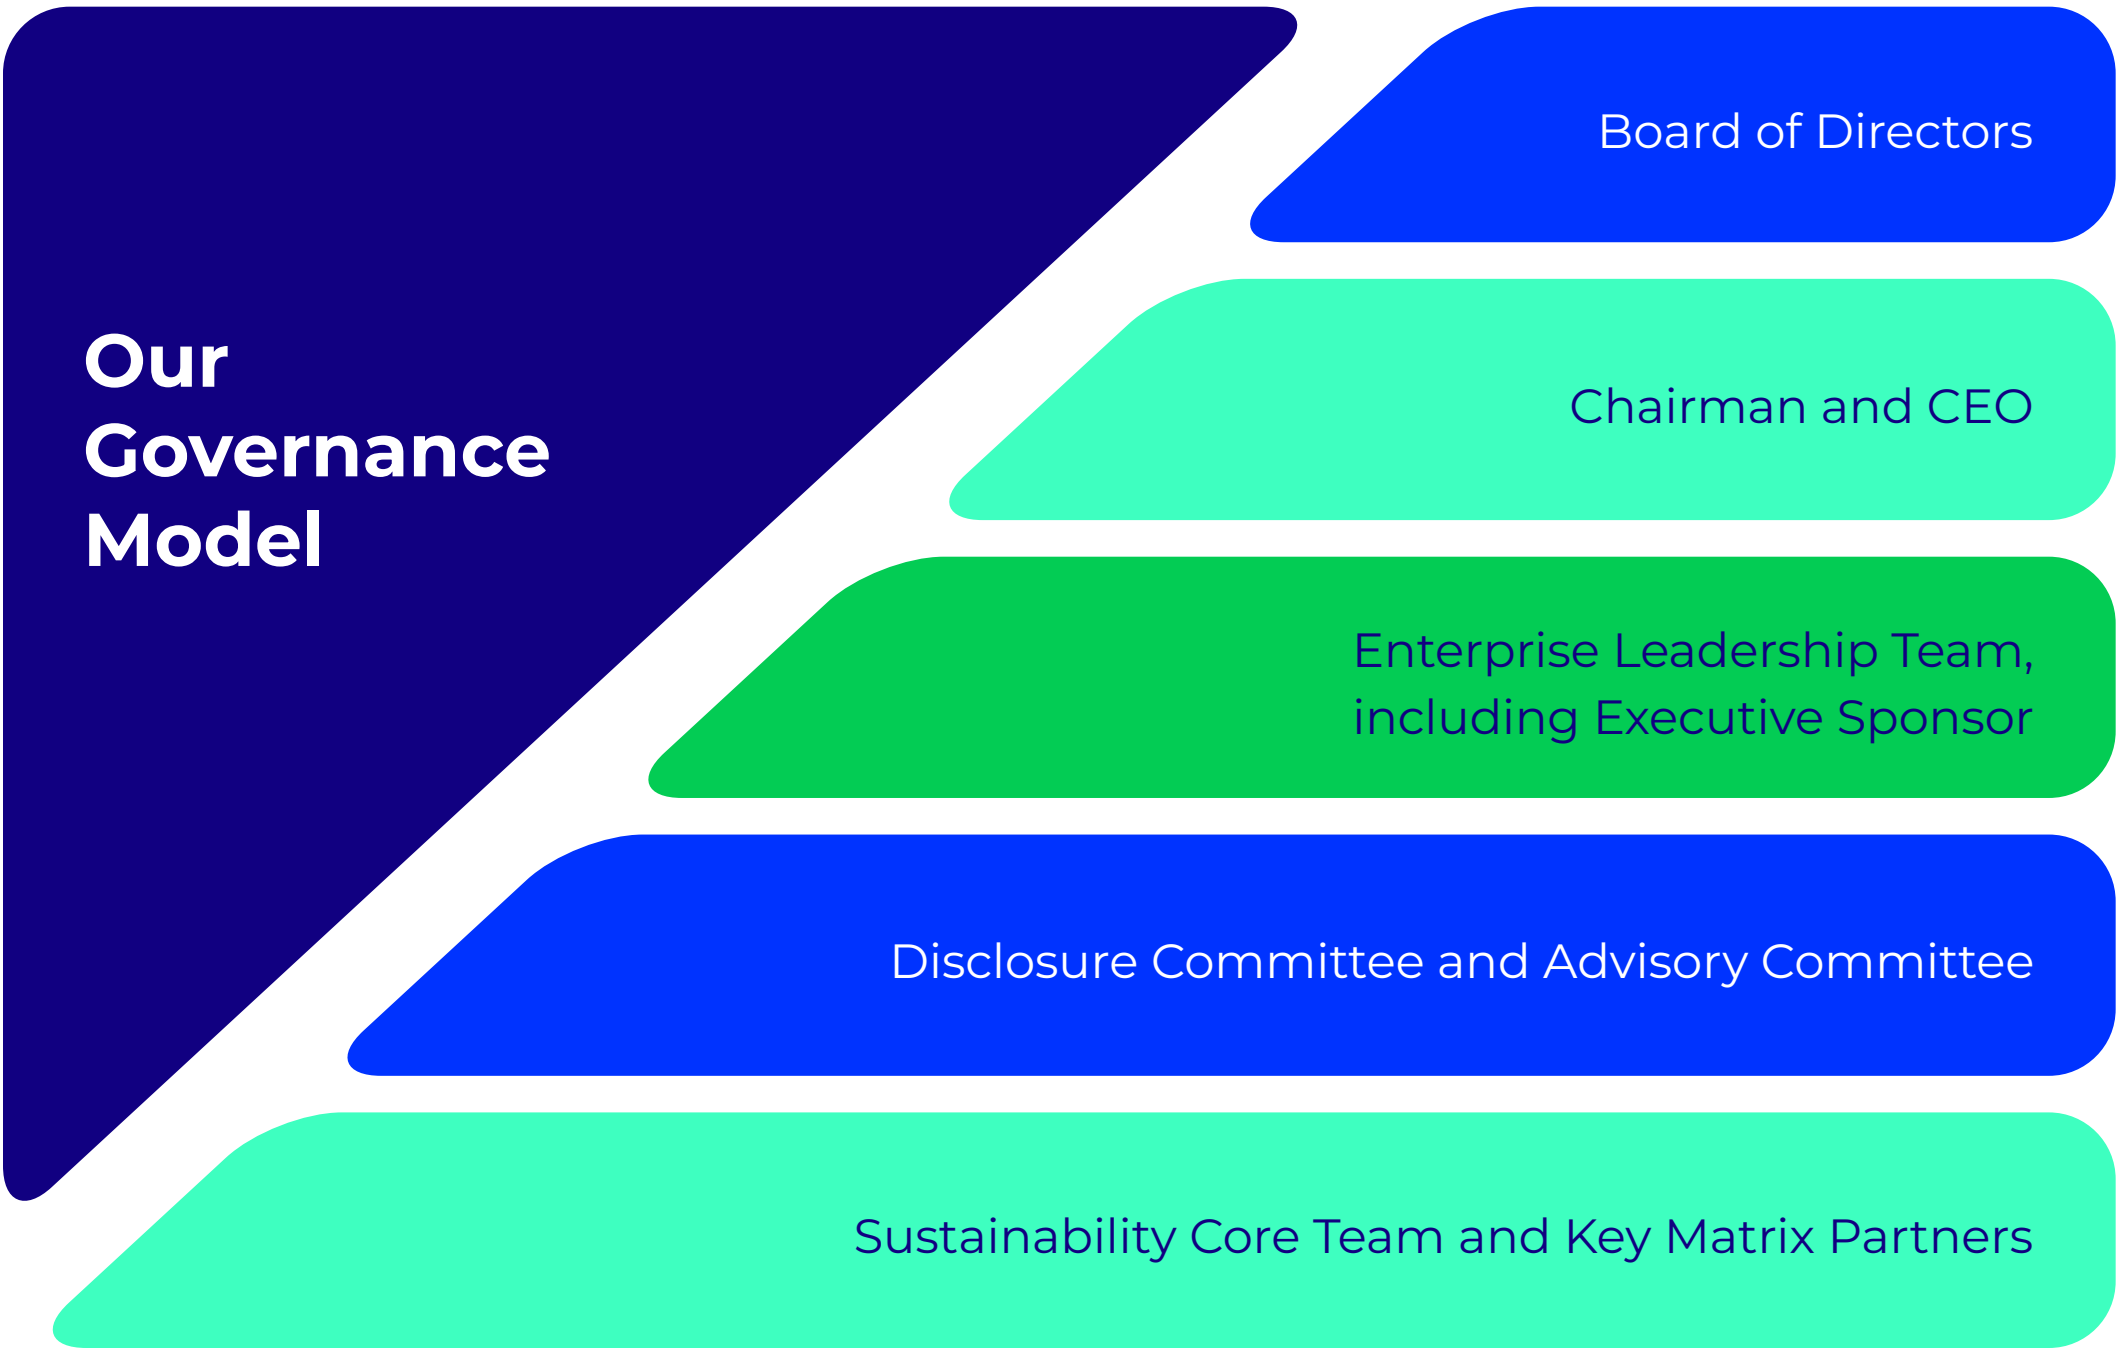 Our
Governance
Model
Board of Directors
Chairman and CEO
Enterprise Leadership Team,
including Executive Sponsor
Disclosure Committee and Advisory Committee
Sustainability Core Team and Key Matrix Partners